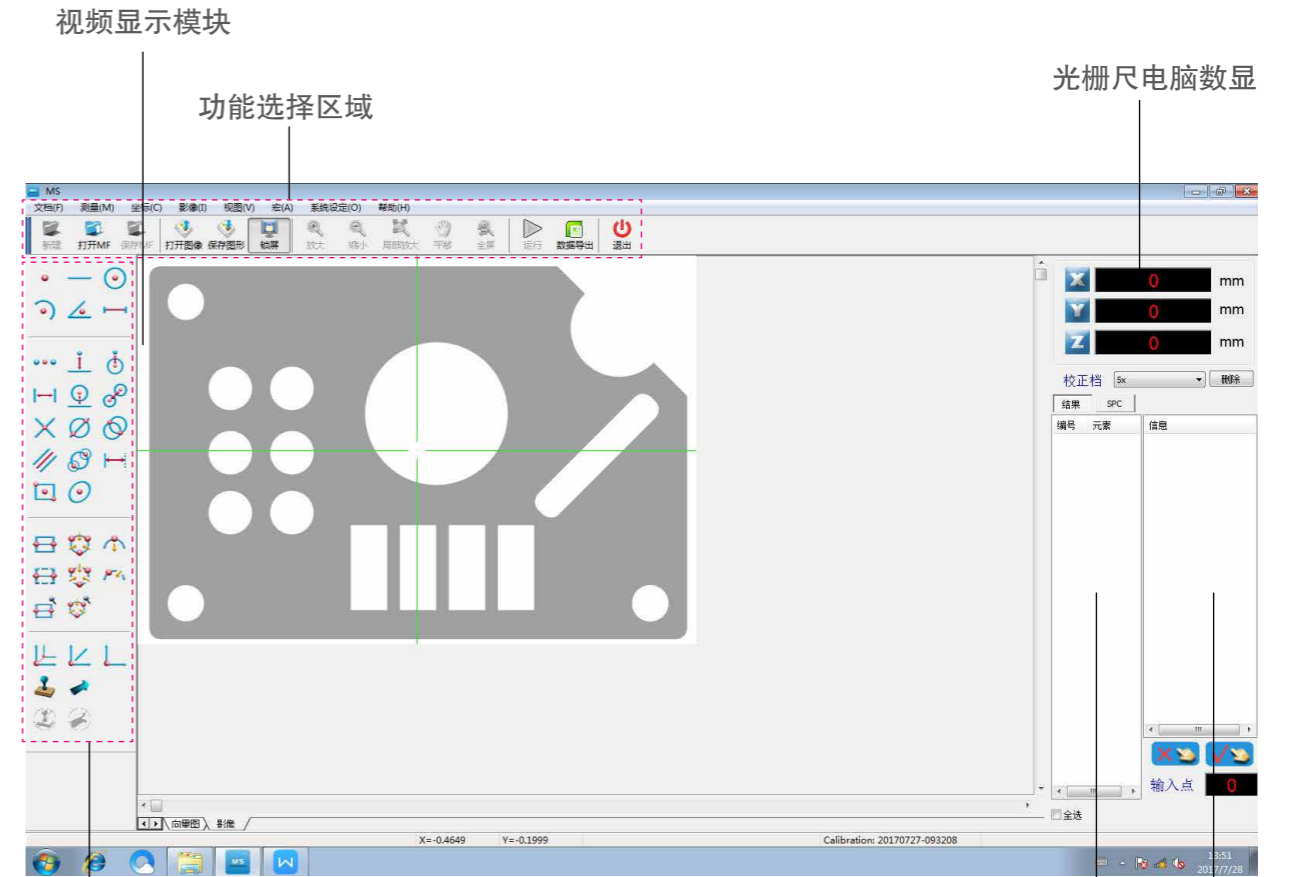 视频显示模块
光栅尺电脑数显
功能选择区域
MS
文档(F) 测量(M) 坐标(C) 影像(I) 视图(V) 宏(A) 系统设定(O) 帮助(H)
新建 打开MF 保存MF 打开图像 保存图形 锁屏 放大 缩小 局部放大 平移 全屏 运行 数据导出 退出
X 0 mm
Y 0 mm
Z 0 mm
校正档 5x 删除
结果 SPC
编号 元素 信息
输入点 0
全选
向量图 影像
X=-0.4649 Y=-0.1999 Calibration: 20170727-093208
MS
13:51
2017/7/28